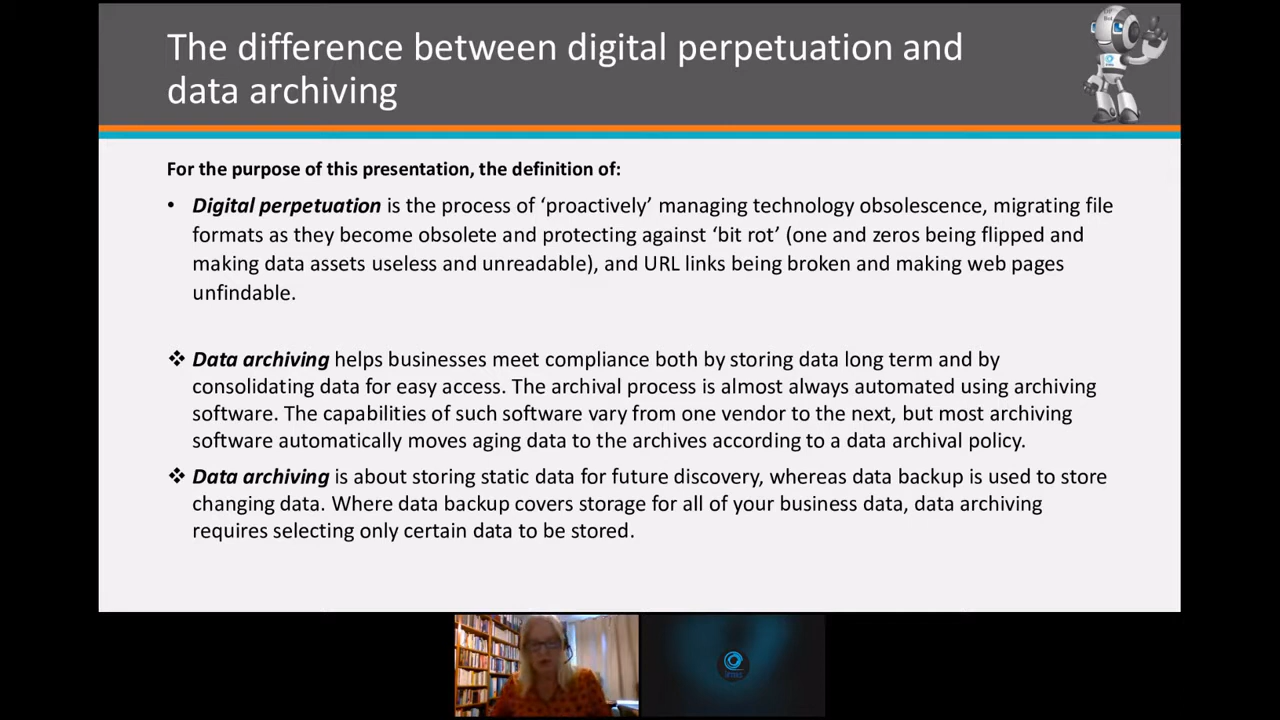 The difference between digital perpetuation and
data archiving
For the purpose of this presentation, the definition of:
• Digital perpetuation is the process of ‘proactively’ managing technology obsolescence, migrating file
formats as they become obsolete and protecting against ‘bit rot’ (one and zeros being flipped and
making data assets useless and unreadable), and URL links being broken and making web pages
unfindable.
❖ Data archiving helps businesses meet compliance both by storing data long term and by
consolidating data for easy access. The archival process is almost always automated using archiving
software. The capabilities of such software vary from one vendor to the next, but most archiving
software automatically moves aging data to the archives according to a data archival policy.
❖ Data archiving is about storing static data for future discovery, whereas data backup is used to store
changing data. Where data backup covers storage for all of your business data, data archiving
requires selecting only certain data to be stored.